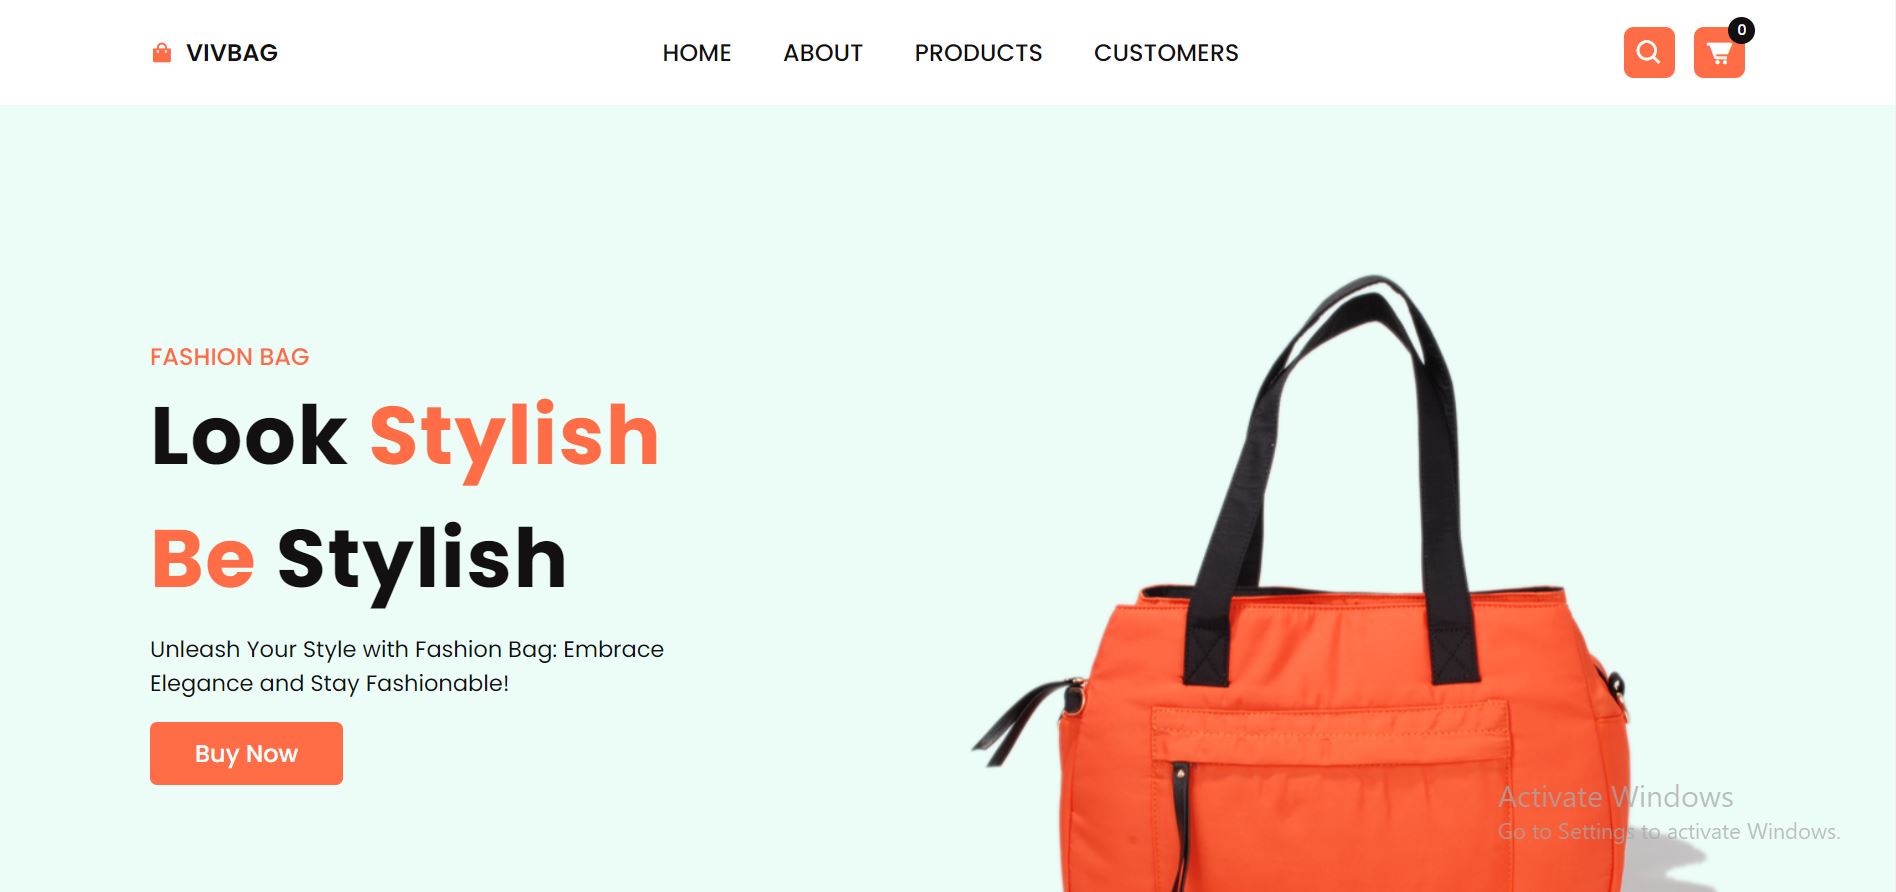 VIVBAG
HOME
ABOUT
PRODUCTS
CUSTOMERS
0
FASHION BAG
Look Stylish
Be Stylish
Unleash Your Style with Fashion Bag: Embrace
Elegance and Stay Fashionable!
Buy Now
Activate Windows
Go to Settings to activate Windows.